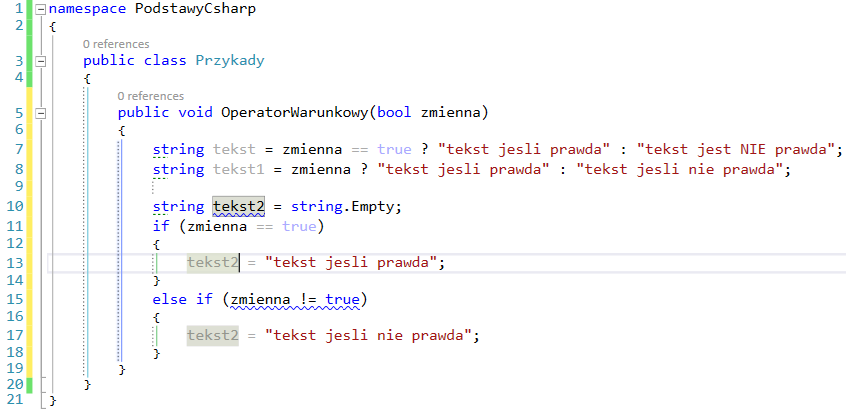 1 namespace PodstawyCsharp
2 {
0 references
3 public class Przykady
4 {
0 references
5 public void OperatorWarunkowy(bool zmienna)
6 {
7 string tekst = zmienna == true ? "tekst jesli prawda" : "tekst jest NIE prawda";
8 string tekst1 = zmienna ? "tekst jesli prawda" : "tekst jesli nie prawda";
9
10 string tekst2 = string.Empty;
11 if (zmienna == true)
12 {
13 tekst2 = "tekst jesli prawda";
14 }
15 else if (zmienna != true)
16 {
17 tekst2 = "tekst jesli nie prawda";
18 }
19 }
20 }
21 }